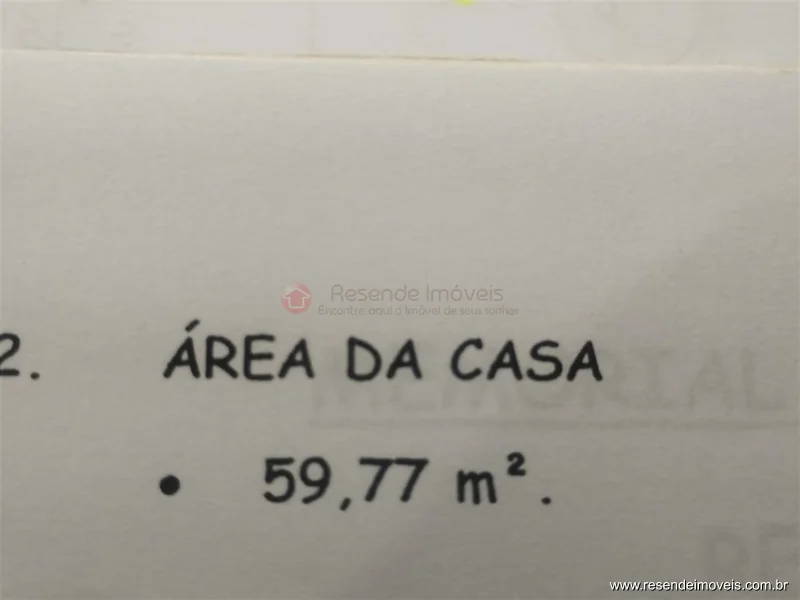 Resende Imóveis
Encontre aqui o Imóvel de seus sonhos
2. ÁREA DA CASA
MEMORIAL
• 59,77 m².
www.resendeimoveis.com.br